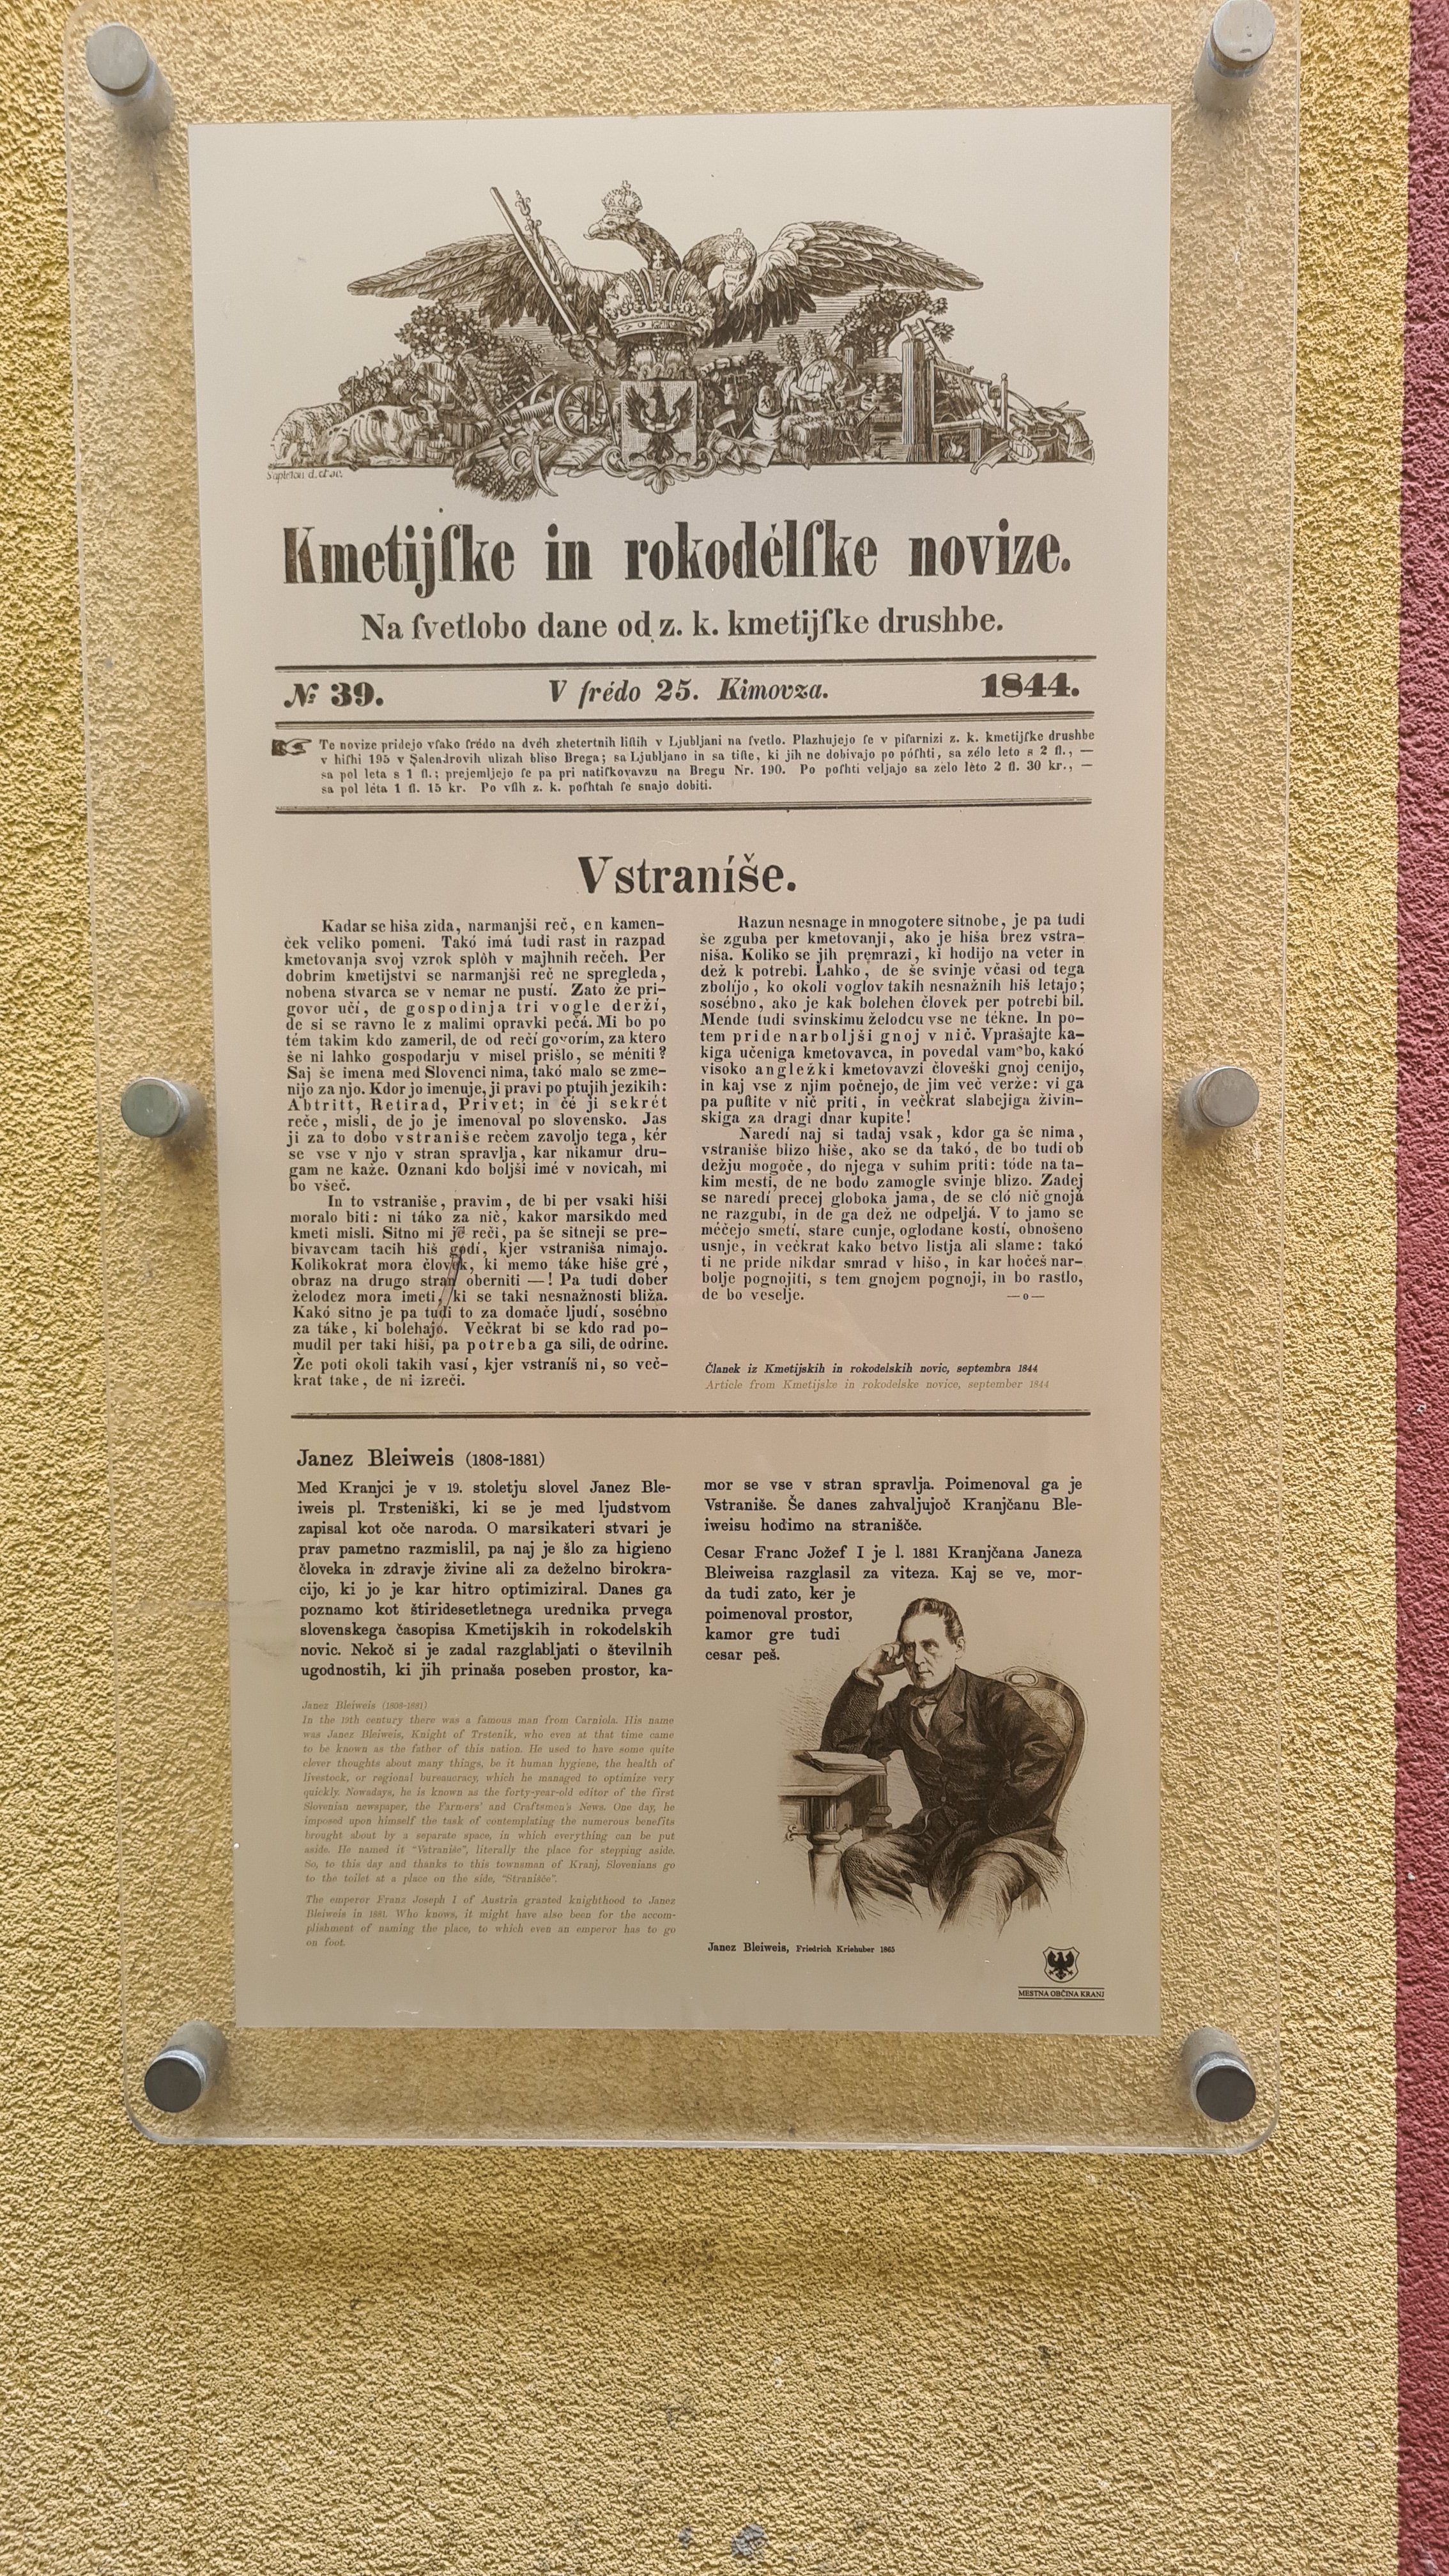 Kmetijſke in rokodélſke novize.
Na ſvetlobo dane od z. k. kmetijſke drushbe.
№ 39. V ſrédo 25. Kimovza. 1844.
☞ Te novize pridejo vſako ſrédo na dvéh zhetertnih liſtih v Ljubljani na ſvetlo. Plazhujejo ſe v piſarnizi z. k. kmetijſke drushbe
v hiſhi 195 v Salendrovih ulizah bliso Brega; sa Ljubljano in sa tiſte, ki jih ne dobivajo po póſhti, sa zélo leto s 2 fl., —
sa pol leta s 1 fl.; prejemljejo ſe pa pri natiſkovavzu na Bregu Nr. 190. Po poſhti veljajo sa zelo léto 2 fl. 30 kr., —
sa pol léta 1 fl. 15 kr. Po vſih z. k. poſhtah ſe snajo dobiti.
Vstraníše.
Kadar se hiša zida, narmanjši reč, en kamen-
ček veliko pomeni. Takó imá tudi rast in razpad
kmetovanja svoj vzrok splòh v majhnih rečeh. Per
dobrim kmetijstvi se narmanjši reč ne spregleda,
nobena stvarca se v nemar ne pustí. Zato že pri-
govor učí, de gospodinja tri vogle derží,
de si se ravno le z malimi opravki pečá. Mi bo po
tém takim kdo zameril, de od rečí govorím, za ktero
še ni lahko gospodarju v misel prišlo, se méniti?
Saj še imena med Slovenci nima, takó malo se zme-
nijo za njo. Kdor jo imenuje, ji pravi po ptujih jezikih:
Abtritt, Retirad, Privet; in če ji sekrét
reče, misli, de jo je imenoval po slovensko. Jas
ji za to dobo vstraniše rečem zavoljo tega, kér
se vse v njo v stran spravlja, kar nikamur dru-
gam ne kaže. Oznani kdo boljši imé v novicah, mi
bo všeč.
In to vstraniše, pravim, de bi per vsaki hiši
moralo biti: ni táko za nič, kakor marsikdo med
kmeti misli. Sitno mi je reči, pa še sitneji se pre-
bivavcam tacih hiš godí, kjer vstraniša nimajo.
Kolikokrat mora človek, ki memo táke hiše gré,
obraz na drugo stran oberniti —! Pa tudi dober
želodez mora imeti, ki se taki nesnažnosti bliža.
Kakó sitno je pa tudi to za domače ljudí, sosébno
za táke, ki bolehajo. Večkrat bi se kdo rad po-
mudil per taki hiši, pa potreba ga sili, de odrine.
Že poti okoli takih vasí, kjer vstraníš ni, so več-
krat take, de ni izreči.
Razun nesnage in mnogotere sitnobe, je pa tudi
še zguba per kmetovanji, ako je hiša brez vstra-
niša. Koliko se jih premrazi, ki hodijo na veter in
dež k potrebi. Lahko, de še svinje včasi od tega
zbolijo, ko okoli voglov takih nesnažnih hiš letajo;
sosébno, ako je kak bolehen človek per potrebi bil.
Mende tudi svinskimu želodcu vse ne tékne. In po-
tem pride narboljši gnoj v nič. Vprašajte ka-
kiga učeniga kmetovavca, in povedal vam bo, kakó
visoko angležki kmetovavzi človeški gnoj cenijo,
in kaj vse z njim počnejo, de jim več verže: vi ga
pa puſtite v nič priti, in večkrat slabejiga živin-
skiga za dragi dnar kupite!
Naredí naj si tadaj vsak, kdor ga še nima,
vstraniše blizo hiše, ako se da takó, de bo tudi ob
dežju mogoče, do njega v suhim priti: tóde na ta-
kim mesti, de ne bodo zamogle svinje blizo. Zadej
se naredí precej globoka jama, de se cló nič gnojá
ne razgubí, in de ga dež ne odpeljá. V to jamo se
méčejo smetí, stare cunje, oglodane kostí, obnošeno
usnje, in večkrat kako betvo listja ali slame: takó
ti ne pride nikdar smrad v hišo, in kar hočeš nar-
bolje pognojiti, s tem gnojem pognoji, in bo rastlo,
de bo veselje. —o—
Članek iz Kmetijskih in rokodelskih novic, septembra 1844
Article from Kmetijske in rokodelske novice, september 1844
Janez Bleiweis (1808-1881)
Med Kranjci je v 19. stoletju slovel Janez Ble-
iweis pl. Trsteniški, ki se je med ljudstvom
zapisal kot oče naroda. O marsikateri stvari je
prav pametno razmislil, pa naj je šlo za higieno
človeka in zdravje živine ali za deželno birokra-
cijo, ki jo je kar hitro optimiziral. Danes ga
poznamo kot štiridesetletnega urednika prvega
slovenskega časopisa Kmetijskih in rokodelskih
novic. Nekoč si je zadal razglabljati o številnih
ugodnostih, ki jih prinaša poseben prostor, ka-
mor se vse v stran spravlja. Poimenoval ga je
Vstraniše. Še danes zahvaljujoč Kranjčanu Ble-
iweisu hodimo na stranišče.
Cesar Franc Jožef I je l. 1881 Kranjčana Janeza
Bleiweisa razglasil za viteza. Kaj se ve, mor-
da tudi zato, ker je
poimenoval prostor,
kamor gre tudi
cesar peš.
Janez Bleiweis (1808-1881)
In the 19th century there was a famous man from Carniola. His name
was Janez Bleiweis, Knight of Trstenik, who even at that time came
to be known as the father of this nation. He used to have some quite
clever thoughts about many things, be it human hygiene, the health of
livestock, or regional bureaucracy, which he managed to optimize very
quickly. Nowadays, he is known as the forty-year-old editor of the first
Slovenian newspaper, the Farmers' and Craftsmen's News. One day, he
imposed upon himself the task of contemplating the numerous benefits
brought about by a separate space, in which everything can be put
aside. He named it "Vstraniše", literally the place for stepping aside.
So, to this day and thanks to this townsman of Kranj, Slovenians go
to the toilet at a place on the side, "Stranišče".
The emperor Franz Joseph I of Austria granted knighthood to Janez
Bleiweis in 1881. Who knows, it might have also been for the accom-
plishment of naming the place, to which even an emperor has to go
on foot.
Janez Bleiweis, Friedrich Kriehuber 1865
MESTNA OBČINA KRANJ